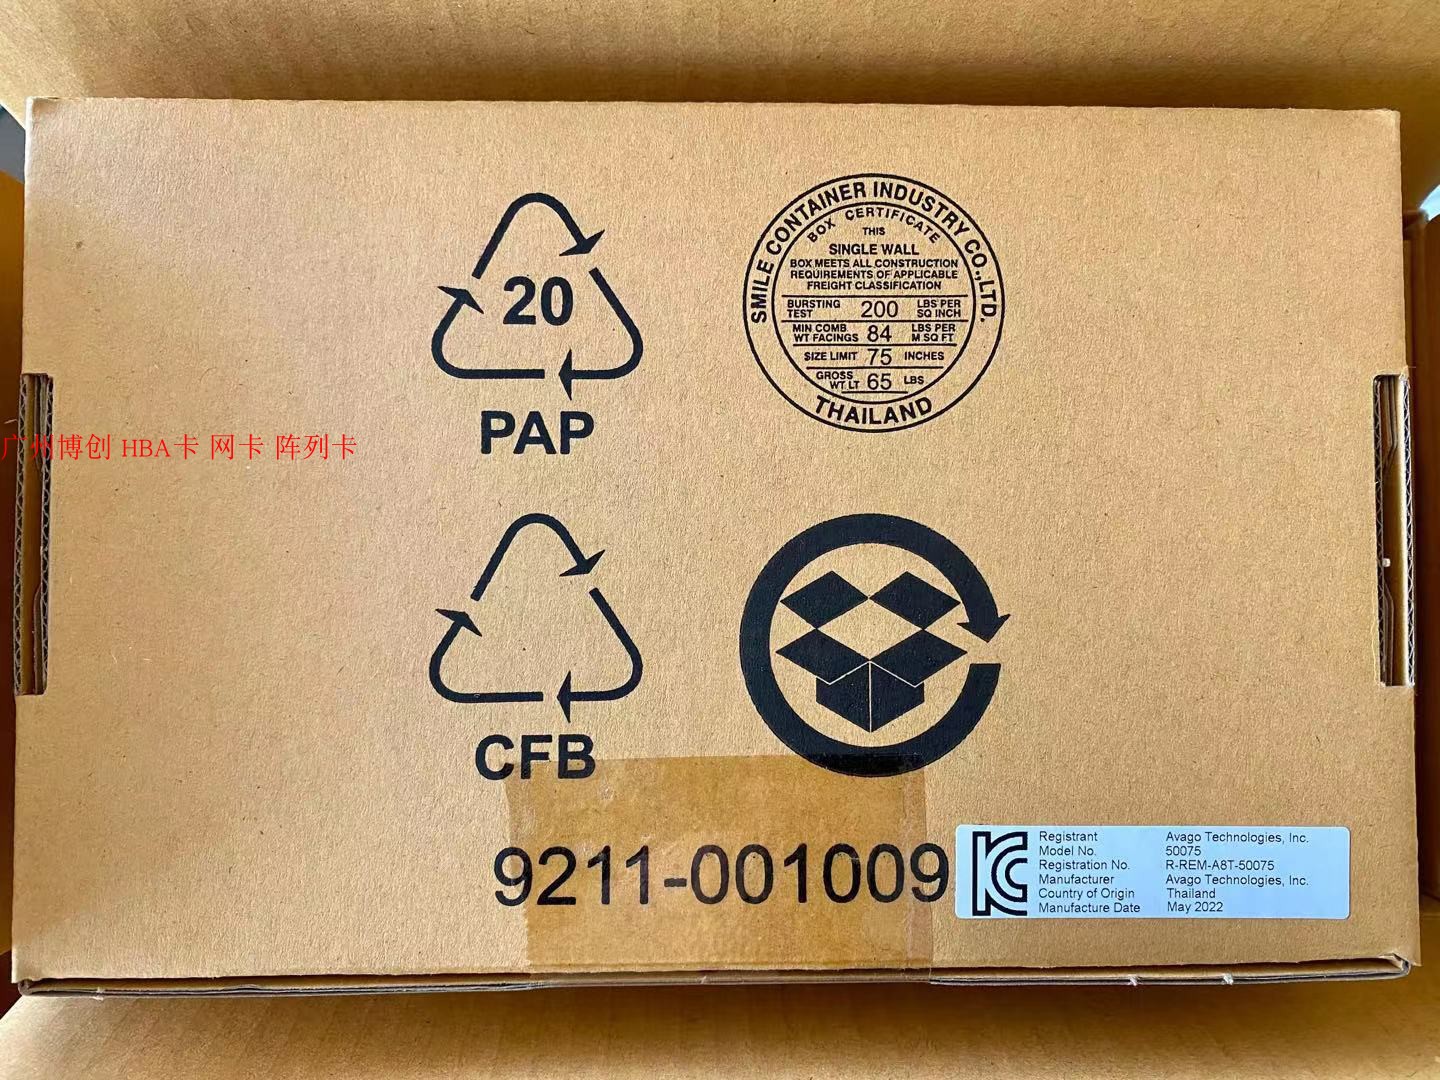 20
PAP
SMILE CONTAINER INDUSTRY CO.,LTD.
BOX CERTIFICATE
THIS
SINGLE WALL
BOX MEETS ALL CONSTRUCTION
REQUIREMENTS OF APPLICABLE
FREIGHT CLASSIFICATION
BURSTING TEST 200 LBS PER SQ INCH
MIN COMB WT FACINGS 84 LBS PER M SQ FT
SIZE LIMIT 75 INCHES
GROSS WT LT 65 LBS
THAILAND
广州博创 HBA卡 网卡 阵列卡
CFB
9211-001009
Registrant Avago Technologies, Inc.
Model No. 50075
Registration No. R-REM-A8T-50075
Manufacturer Avago Technologies, Inc.
Country of Origin Thailand
Manufacture Date May 2022